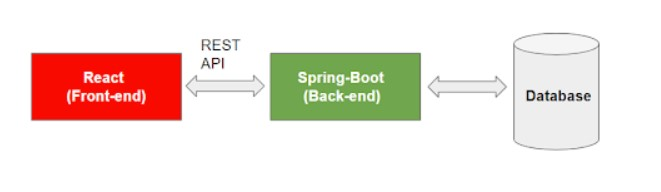 REST
API
React
(Front-end)
Spring-Boot
(Back-end)
Database